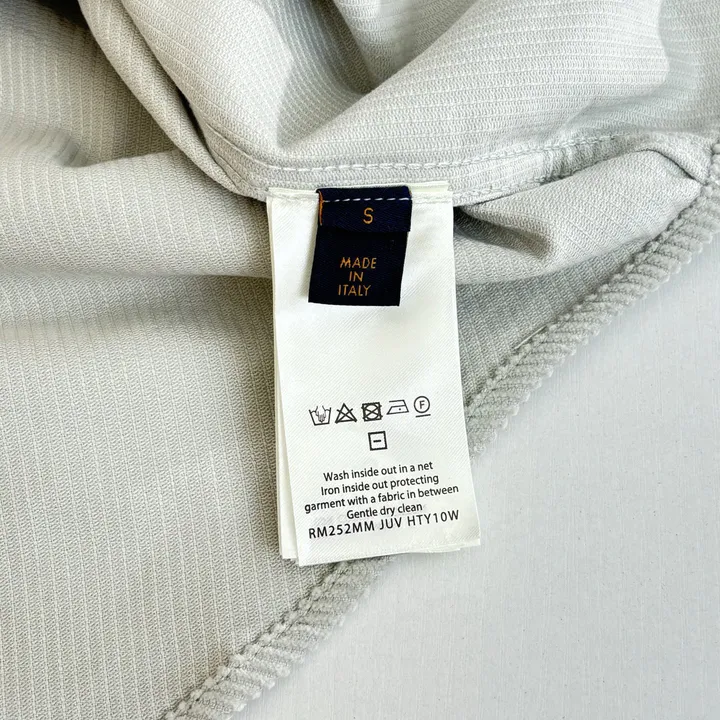 S
MADE
IN
ITALY
F
Wash inside out in a net
Iron inside out protecting
garment with a fabric in between
Gentle dry clean
RM252MM JUV HTY10W